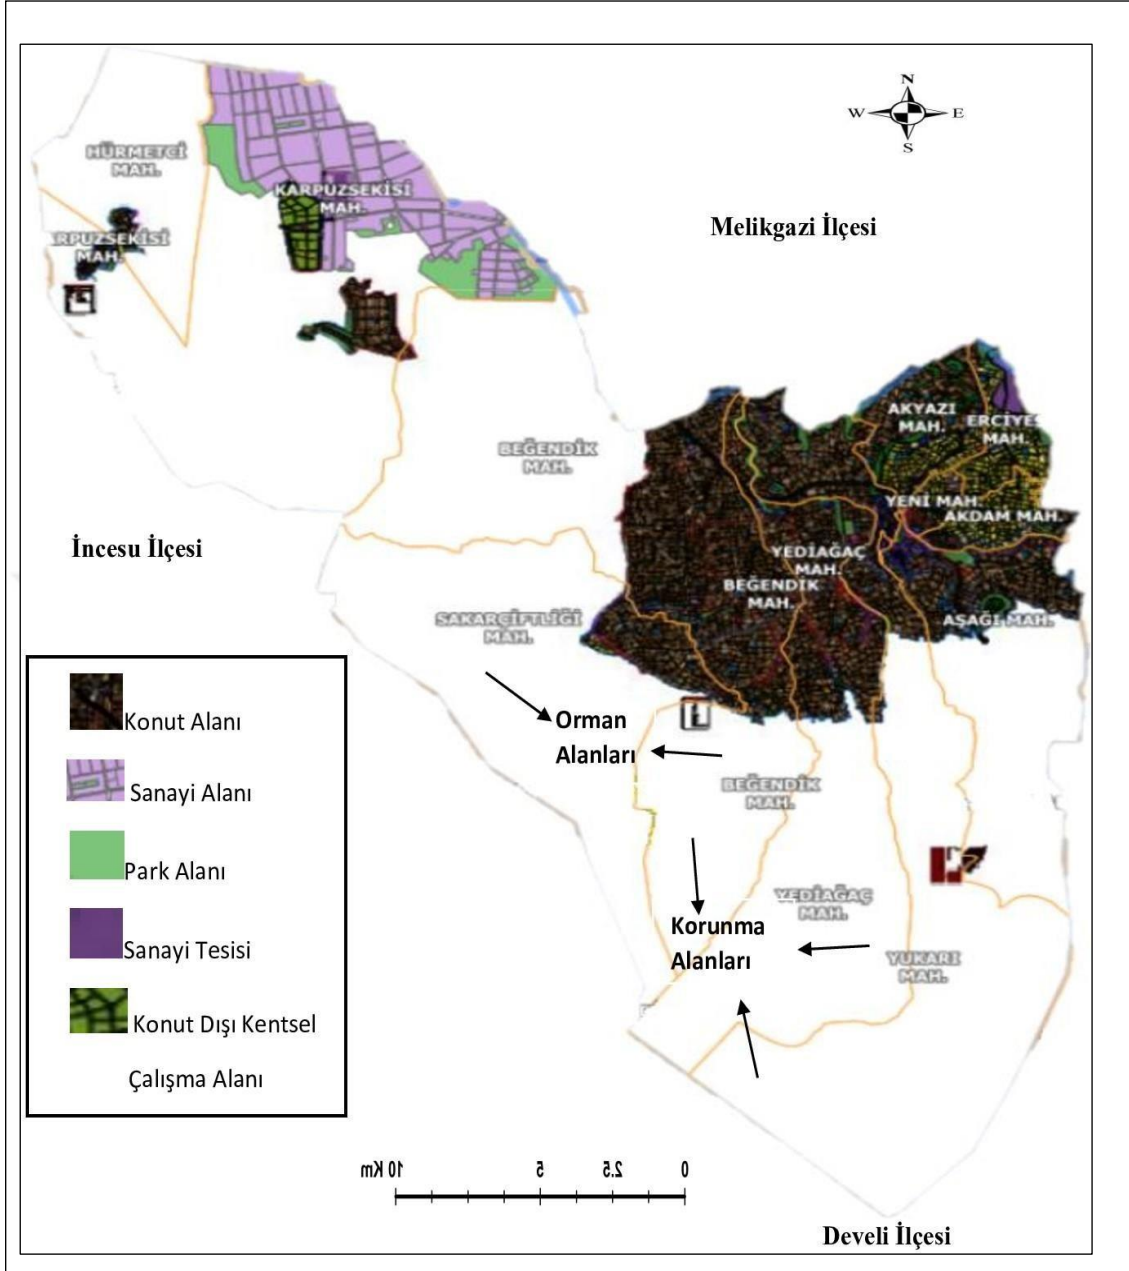 N
W E
S
HÜRMETCİ
MAH.
KARPUZSEKİSİ
MAH.
Melikgazi İlçesi
RPUZSEKİSİ
MAH.
AKYAZI
MAH.
ERCİYE
MAH.
BEĞENDİK
MAH.
YENİ MAH.
AKDAM MAH.
İncesu İlçesi
YEDİAĞAÇ
MAH.
BEĞENDİK
MAH.
SAKARÇİFTLİĞİ
MAH.
AŞAĞI MAH.
Orman
Alanları
BEĞENDİK
MAH.
YEDİAĞAÇ
MAH.
Korunma
Alanları
YUKARI
MAH.
Konut Alanı
Sanayi Alanı
Park Alanı
Sanayi Tesisi
Konut Dışı Kentsel
Çalışma Alanı
10 Km 5 2.5 0
Develi İlçesi